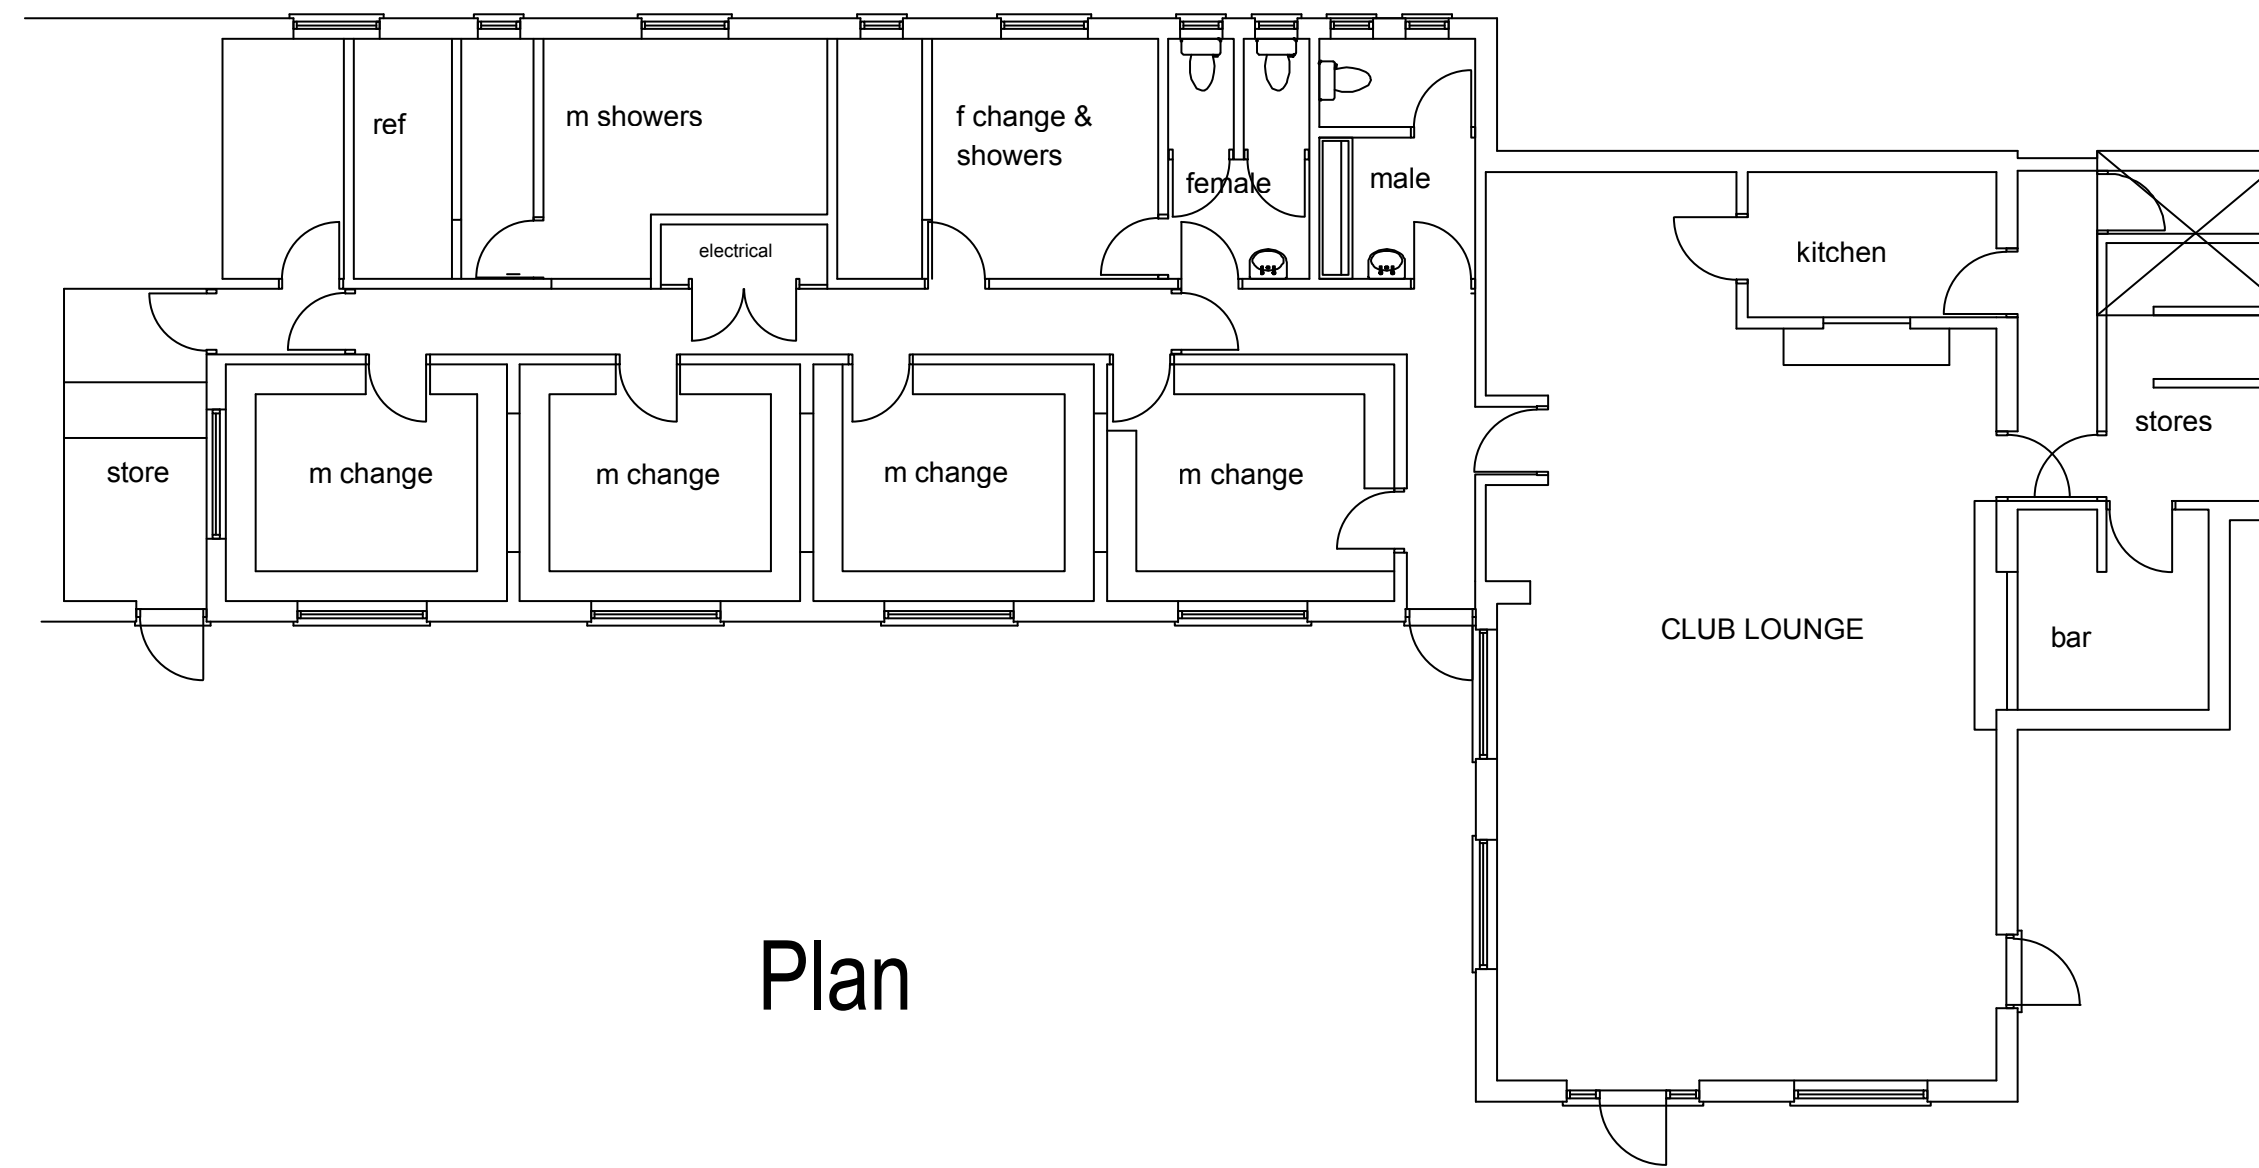 ref
m showers
f change &
showers
female
male
electrical
kitchen
stores
store
m change
m change
m change
m change
CLUB LOUNGE
bar
Plan